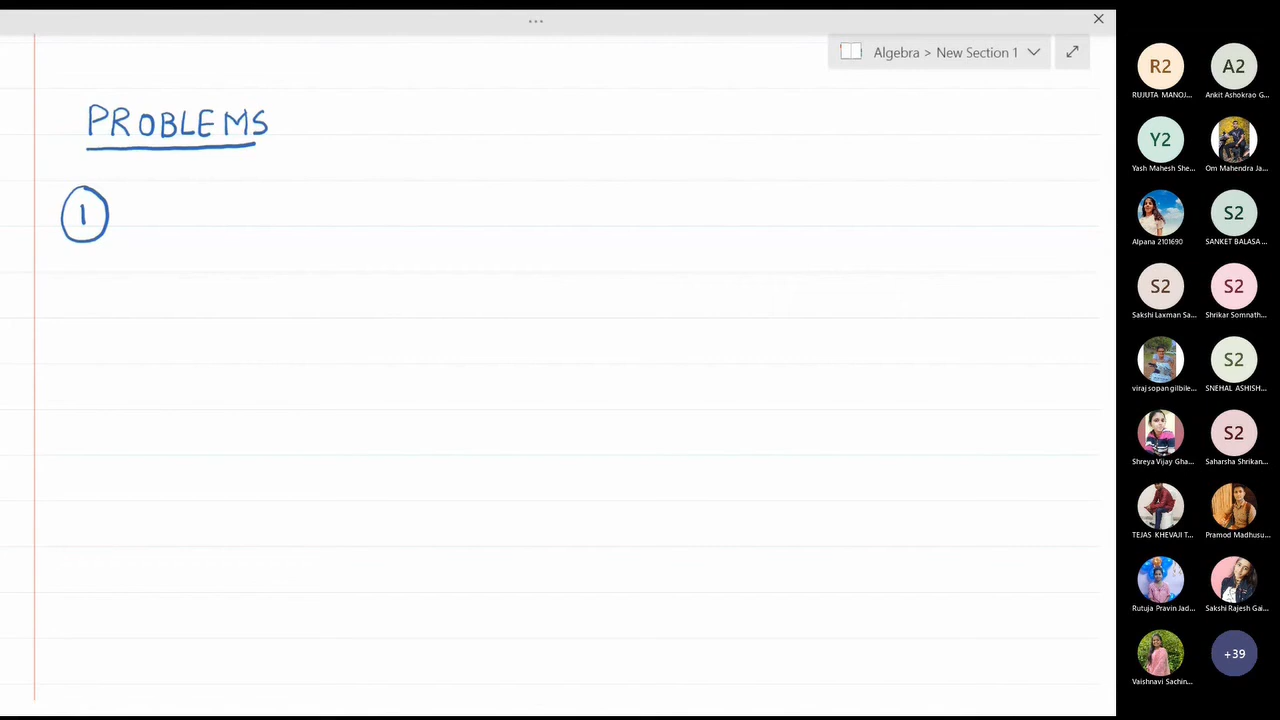 ...
Algebra > New Section 1
PROBLEMS
1
R2 A2
RUJUTA MANOJ... Ankit Ashokrao G...
Y2
Yash Mahesh She... Om Mahendra Ja...
S2
Alpana 2101690 SANKET BALASA...
S2 S2
Sakshi Laxman Sa... Shrikar Somnath...
S2
viraj sopan gilbile... SNEHAL ASHISH...
S2
Shreya Vijay Gha... Saharsha Shrikan...
TEJAS KHEVAJI T... Pramod Madhusu...
Rutuja Pravin Jad... Sakshi Rajesh Gai...
+39
Vaishnavi Sachin...